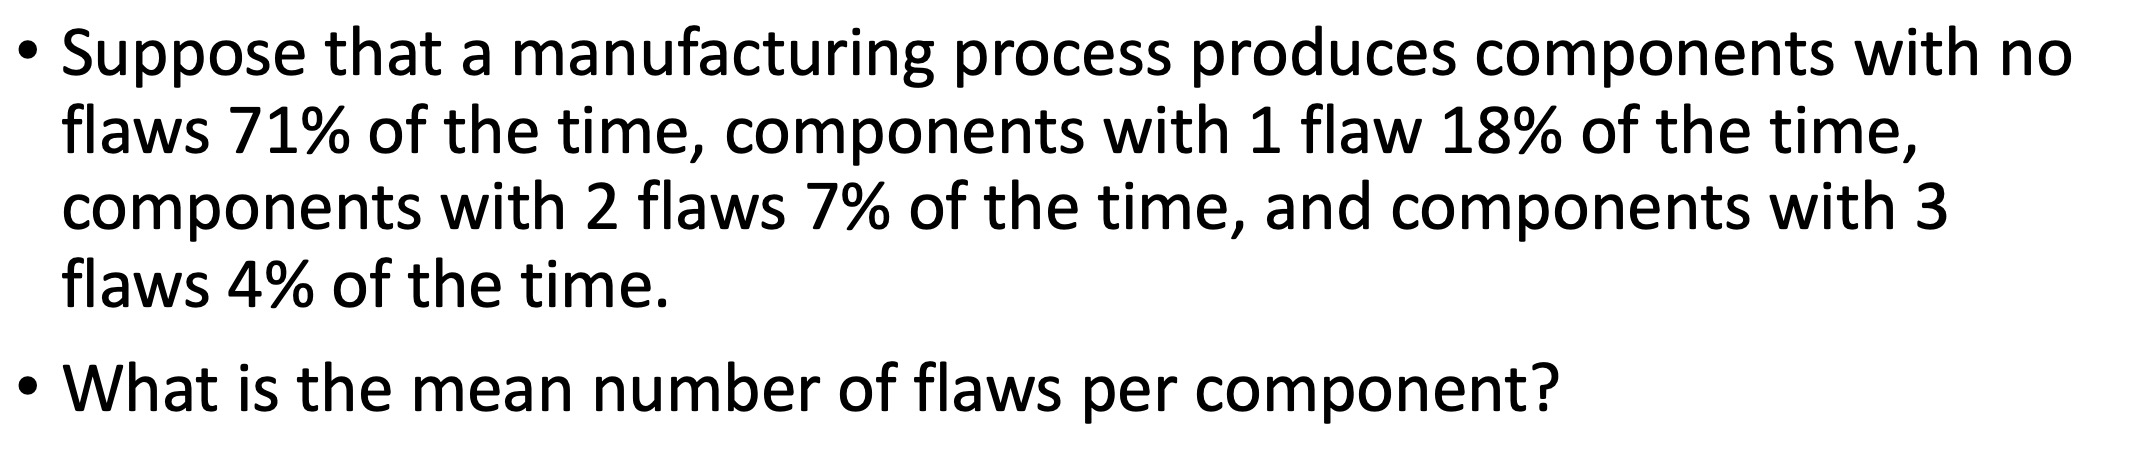 • Suppose that a manufacturing process produces components with no
flaws 71% of the time, components with 1 flaw 18% of the time,
components with 2 flaws 7% of the time, and components with 3
flaws 4% of the time.
• What is the mean number of flaws per component?